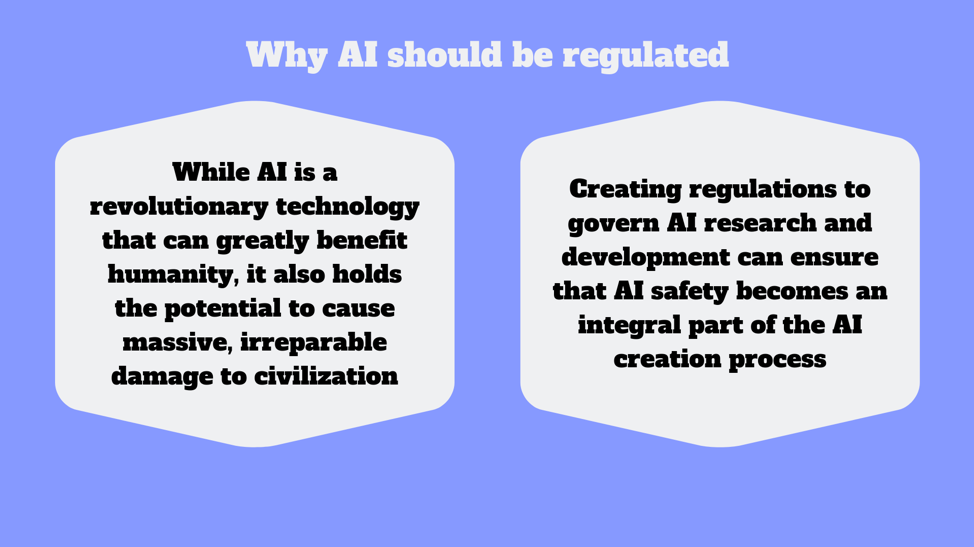 Why AI should be regulated
While AI is a
revolutionary technology
that can greatly benefit
humanity, it also holds
the potential to cause
massive, irreparable
damage to civilization
Creating regulations to
govern AI research and
development can ensure
that AI safety becomes an
integral part of the AI
creation process